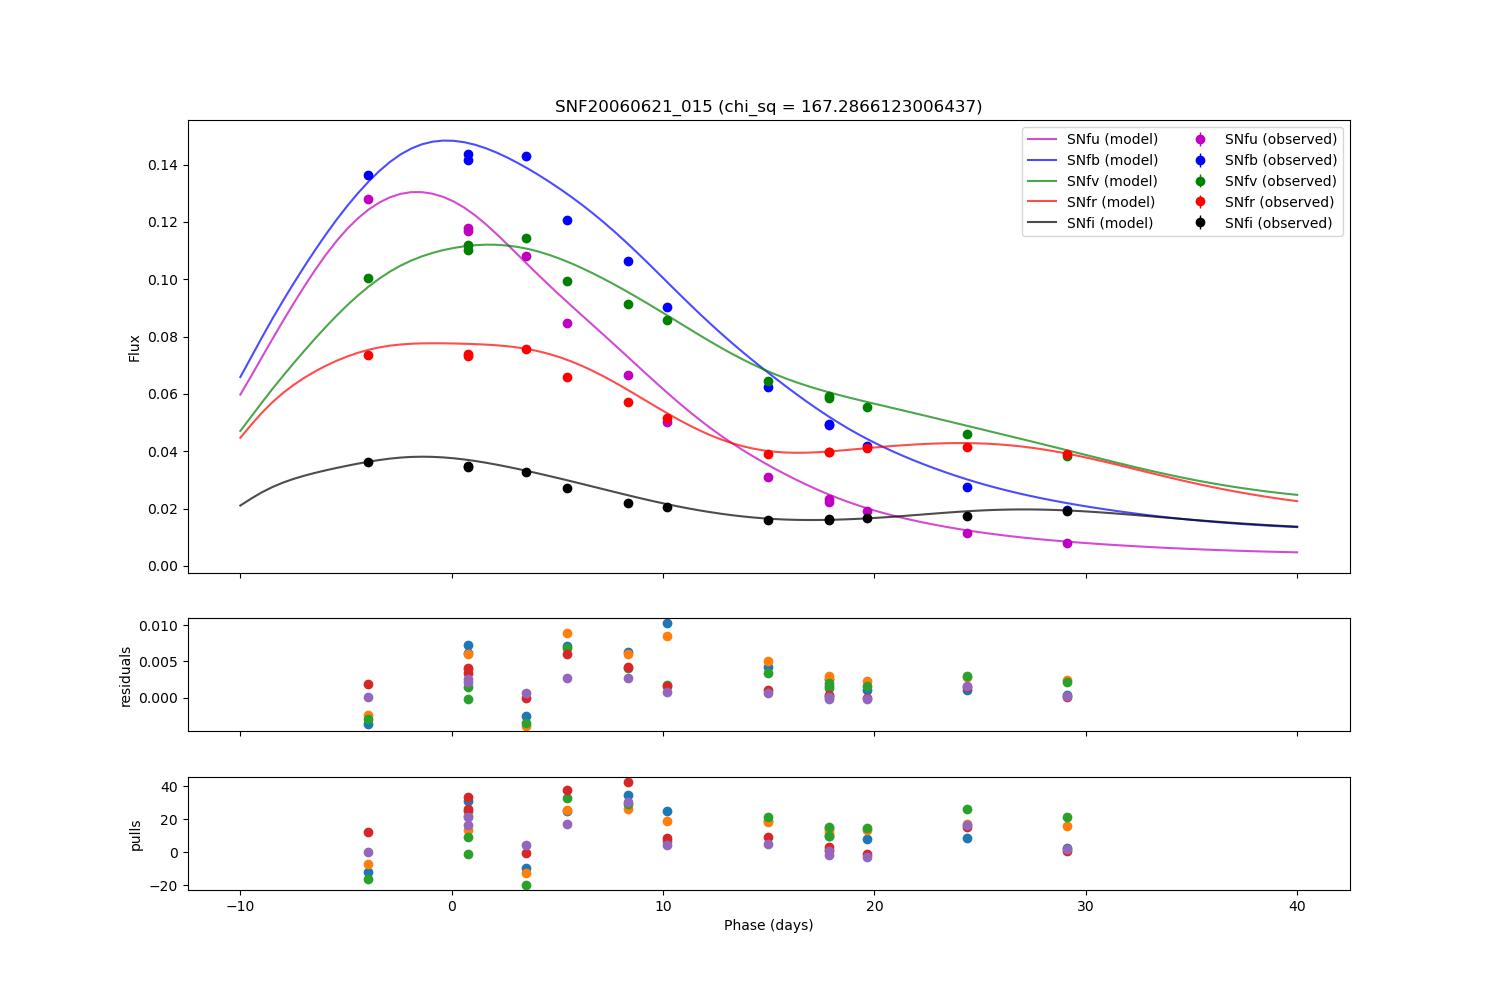 SNF20060621_015 (chi_sq = 167.2866123006437)
Flux
0.14
0.12
0.10
0.08
0.06
0.04
0.02
0.00
SNfu (model)
SNfb (model)
SNfv (model)
SNfr (model)
SNfi (model)
SNfu (observed)
SNfb (observed)
SNfv (observed)
SNfr (observed)
SNfi (observed)
residuals
0.010
0.005
0.000
pulls
40
20
0
−20
−10
0
10
20
30
40
Phase (days)